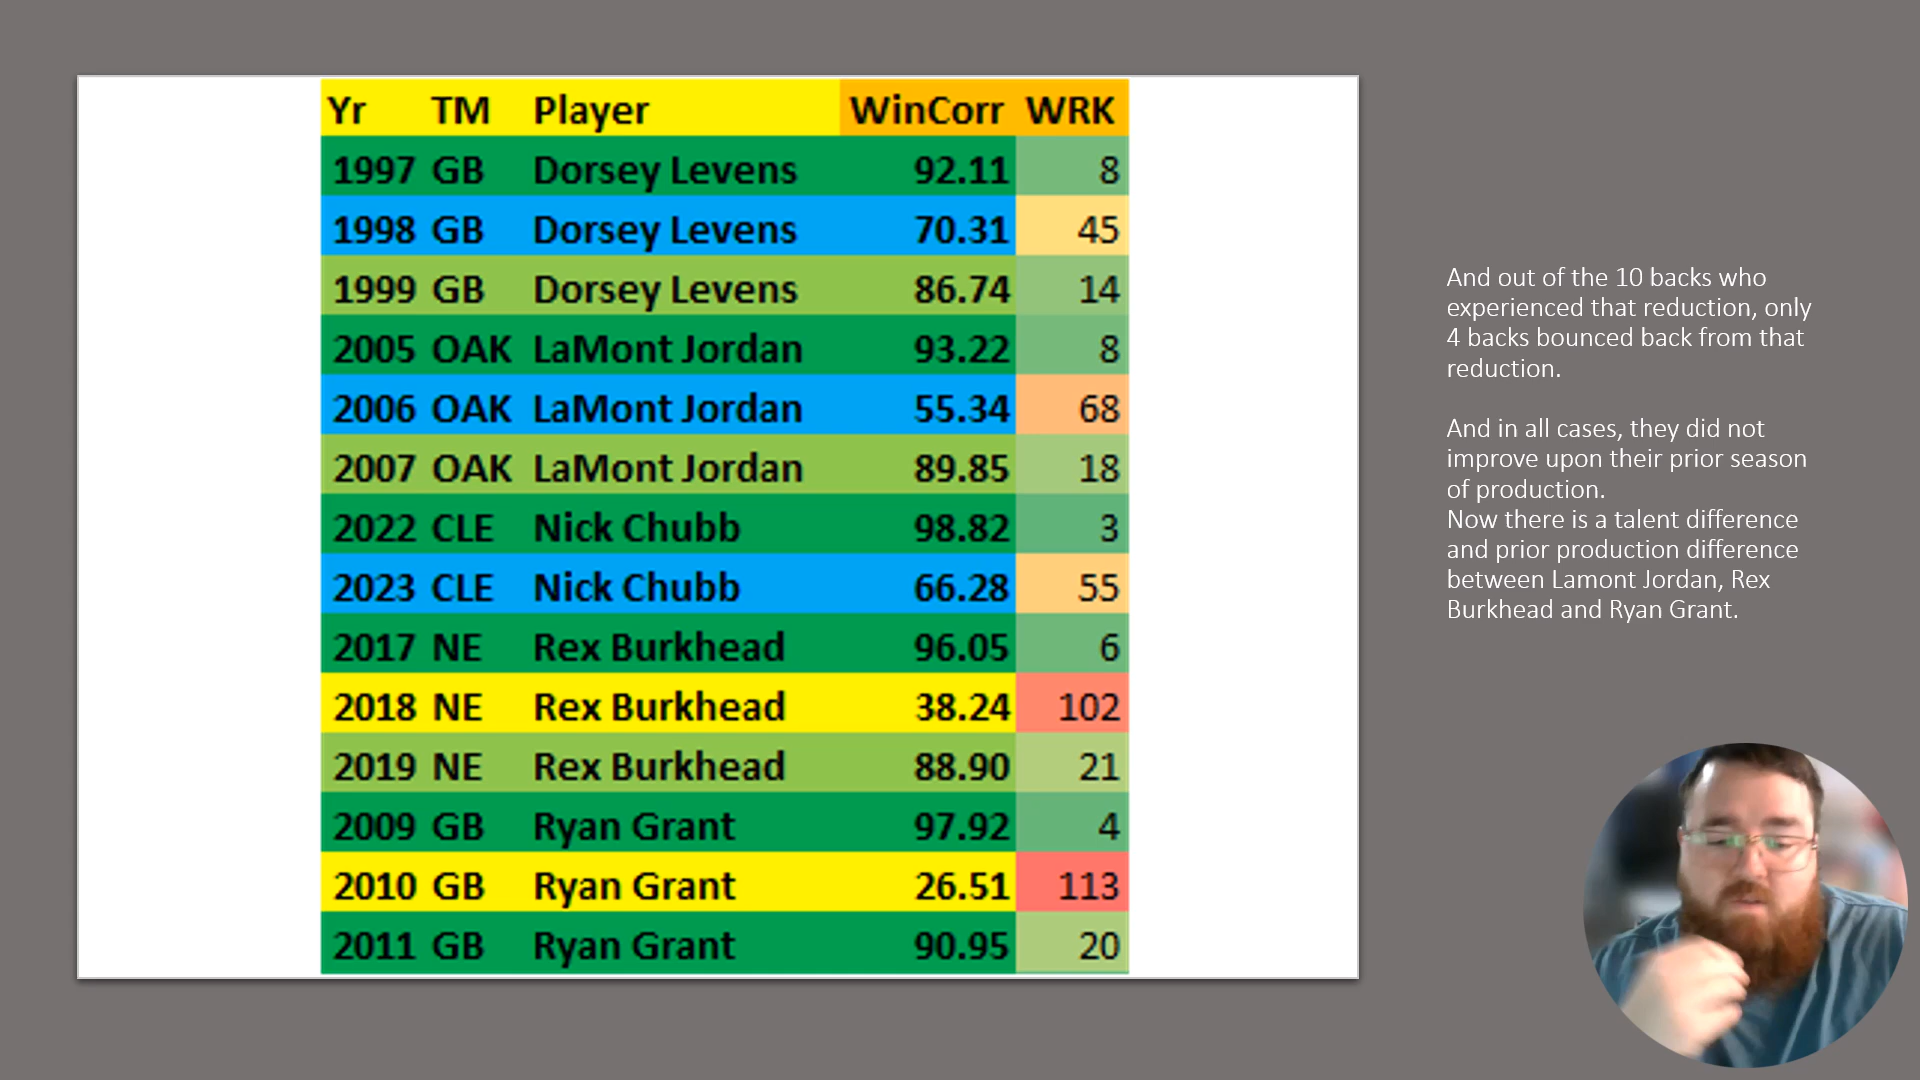 Yr TM Player WinCorr WRK
1997 GB Dorsey Levens 92.11 8
1998 GB Dorsey Levens 70.31 45
1999 GB Dorsey Levens 86.74 14
2005 OAK LaMont Jordan 93.22 8
2006 OAK LaMont Jordan 55.34 68
2007 OAK LaMont Jordan 89.85 18
2022 CLE Nick Chubb 98.82 3
2023 CLE Nick Chubb 66.28 55
2017 NE Rex Burkhead 96.05 6
2018 NE Rex Burkhead 38.24 102
2019 NE Rex Burkhead 88.90 21
2009 GB Ryan Grant 97.92 4
2010 GB Ryan Grant 26.51 113
2011 GB Ryan Grant 90.95 20
And out of the 10 backs who
experienced that reduction, only
4 backs bounced back from that
reduction.
And in all cases, they did not
improve upon their prior season
of production.
Now there is a talent difference
and prior production difference
between Lamont Jordan, Rex
Burkhead and Ryan Grant.